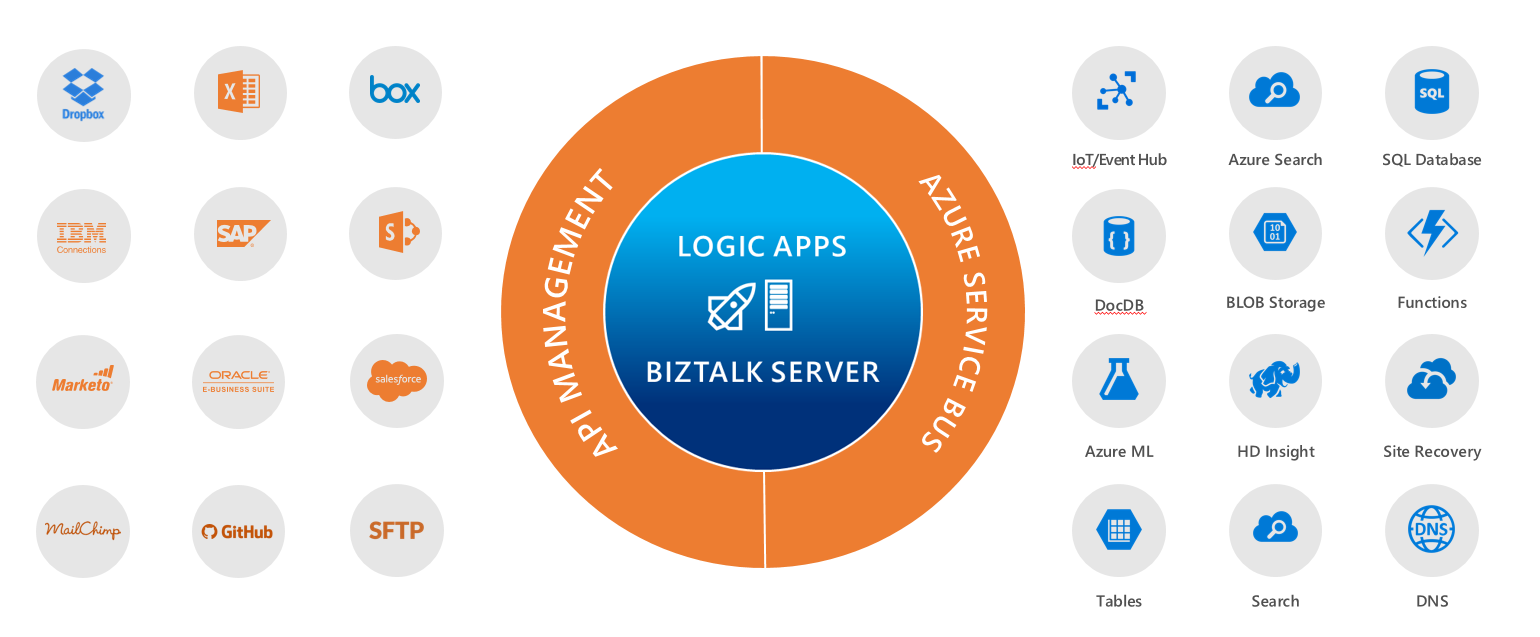 Dropbox
X
box
IBM
Connections
SAP
®
S
Marketo
ORACLE
E-BUSINESS SUITE
salesforce
MailChimp
GitHub
SFTP
API MANAGEMENT
LOGIC APPS
BIZTALK SERVER
AZURE SERVICE BUS
SQL
IoT/Event Hub
Azure Search
SQL Database
{ }
10
01
DocDB
BLOB Storage
Functions
Azure ML
HD Insight
Site Recovery
DNS
Tables
Search
DNS